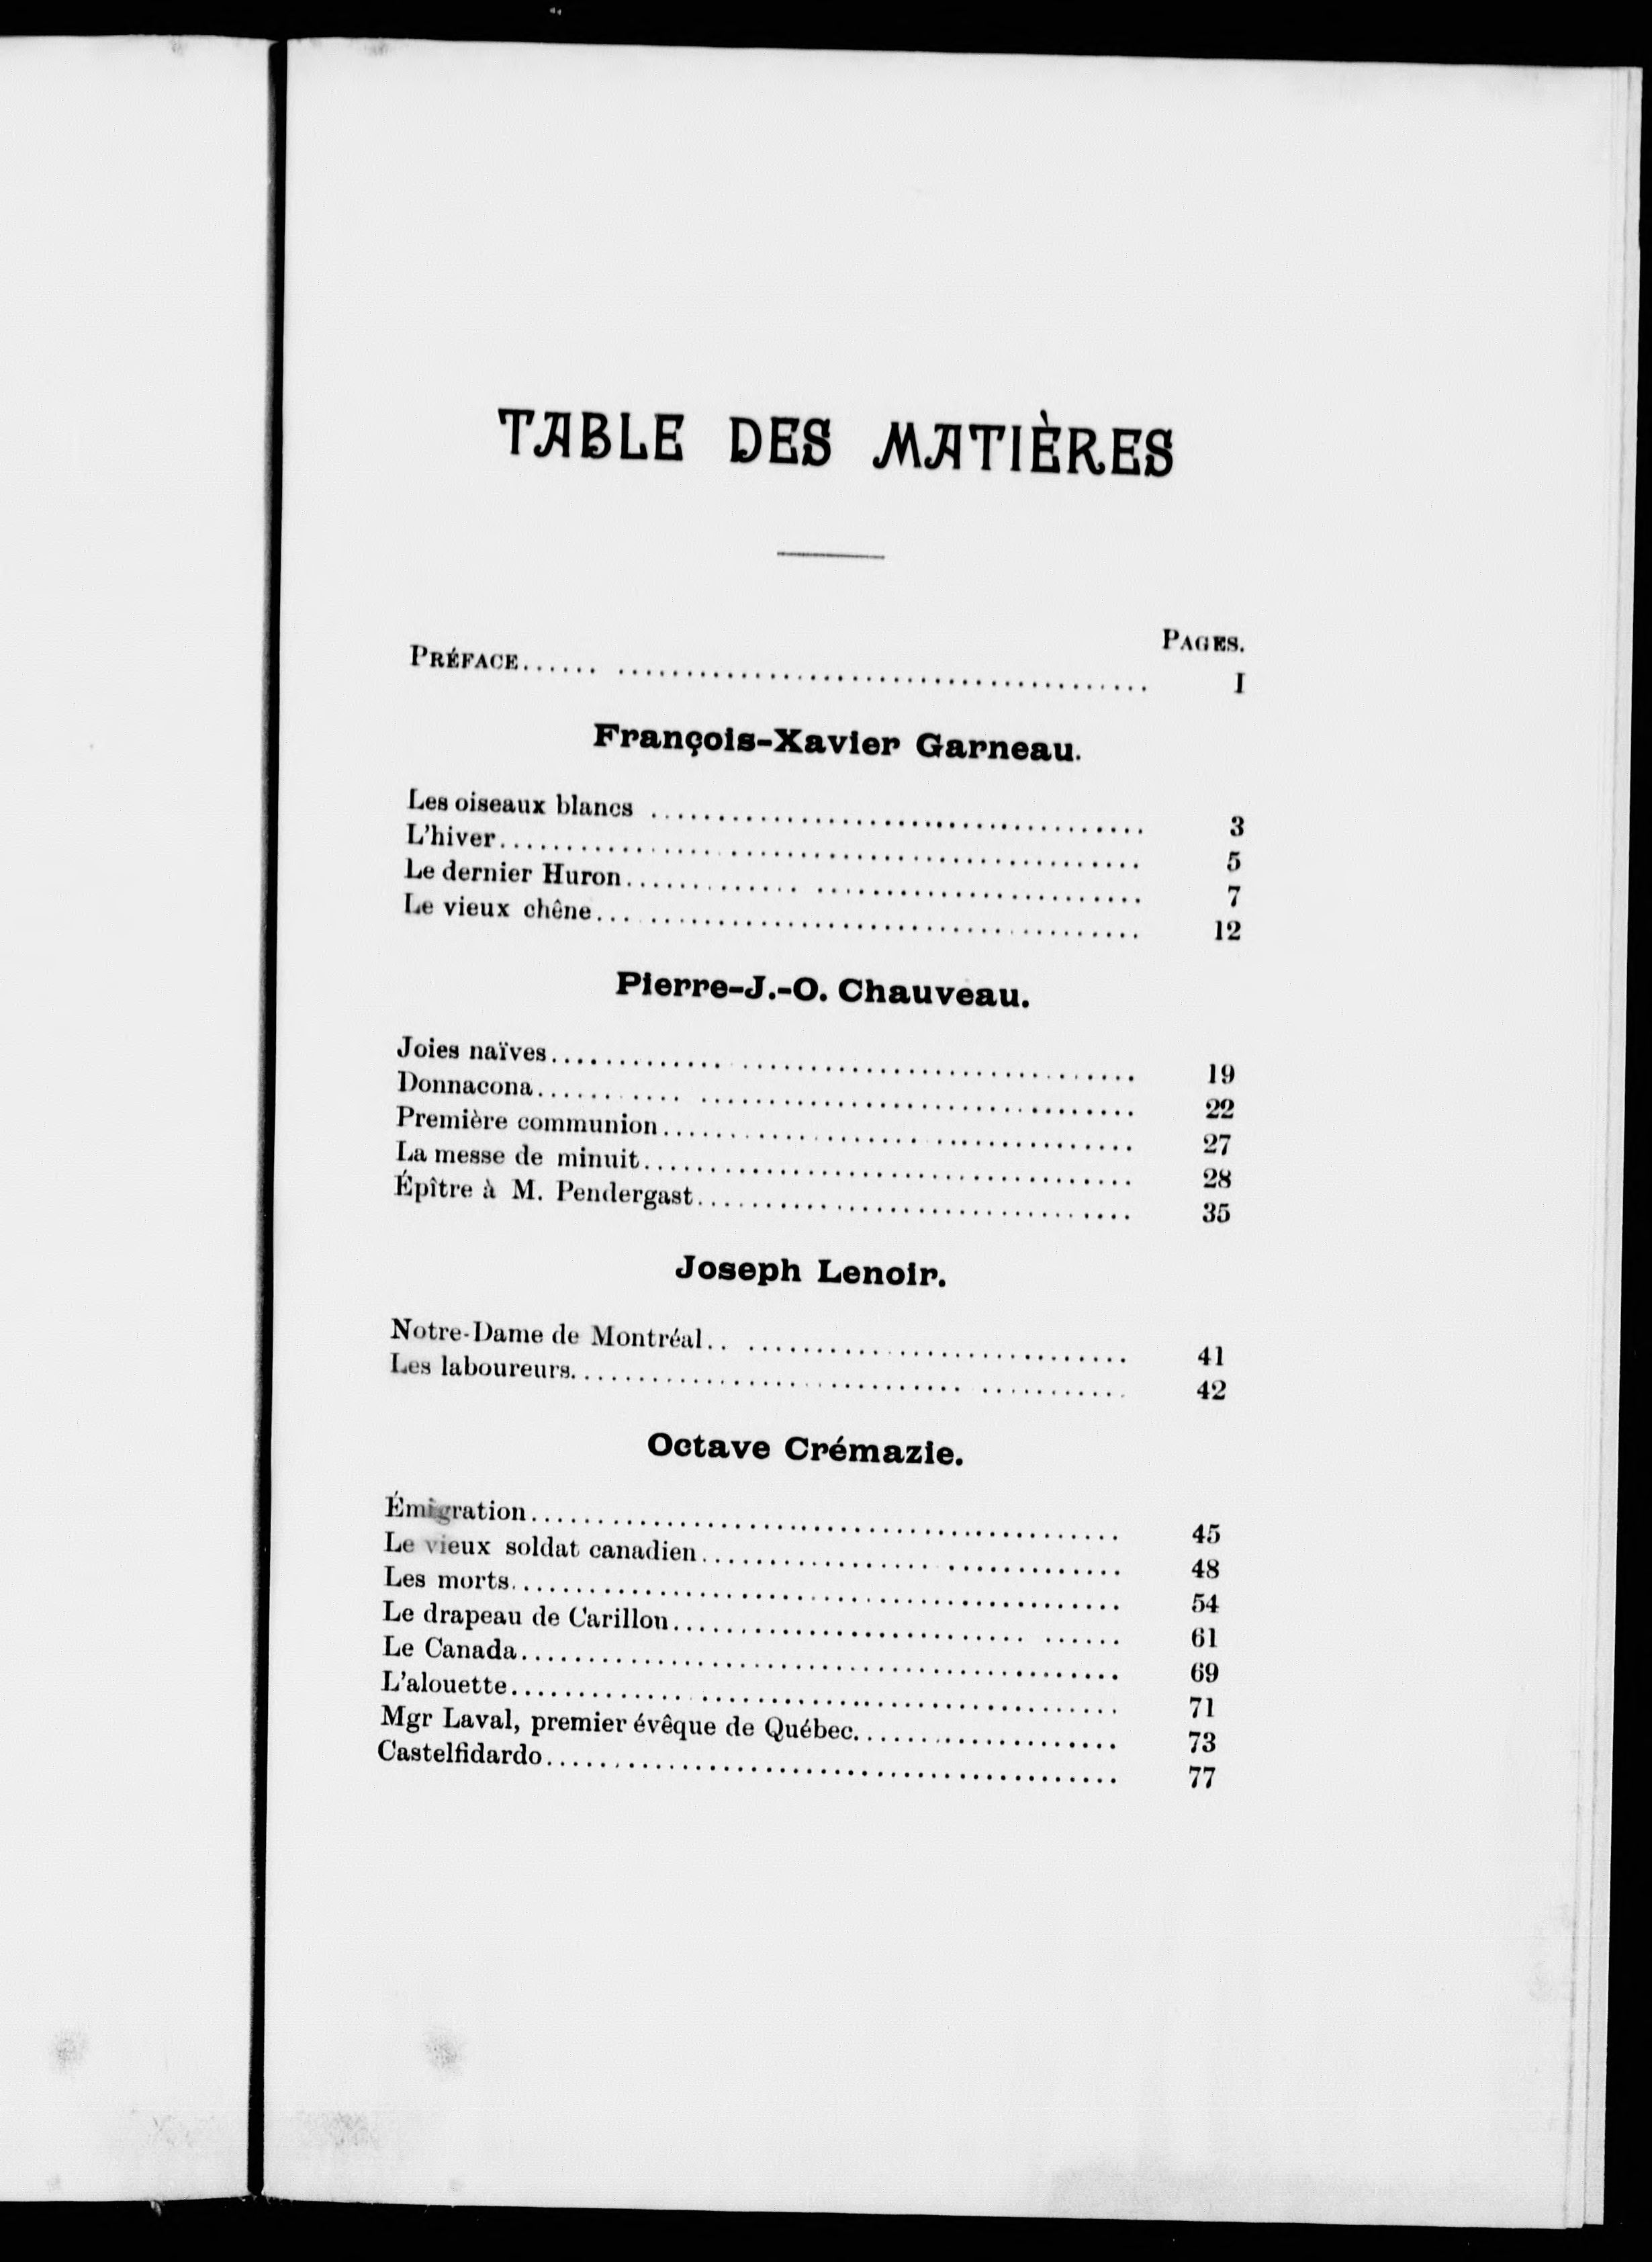 TABLE DES MATIÈRES
PAGES.
PRÉFACE...... ....................................... I
François-Xavier Garneau.
Les oiseaux blancs ..................................... 3
L'hiver................................................ 5
Le dernier Huron............. ......................... 7
Le vieux chêne... ..................................... 12
Pierre-J.-O. Chauveau.
Joies naïves............. ............................. 19
Donnacona........... ................................. 22
Première communion................................... 27
La messe de minuit..................................... 28
Épître à M. Pendergast................................. 35
Joseph Lenoir.
Notre-Dame de Montréal.. ............................. 41
Les laboureurs............................. ........... 42
Octave Crémazie.
Émigration............................................ 45
Le vieux soldat canadien................. ............. 48
Les morts.............................................. 54
Le drapeau de Carillon........................... ...... 61
Le Canada............................................. 69
L'alouette............. ............................... 71
Mgr Laval, premier évêque de Québec.................... 73
Castelfidardo........................................... 77